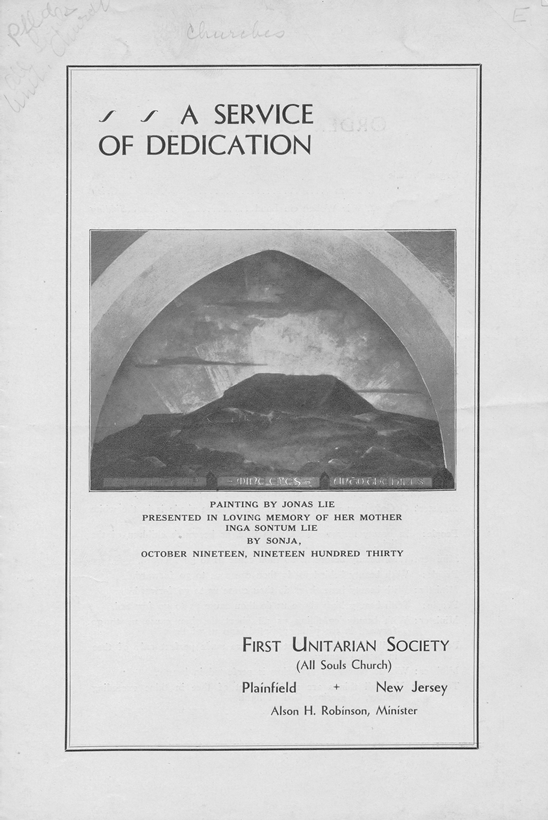 Churches
A SERVICE
OF DEDICATION
PAINTING BY JONAS LIE
PRESENTED IN LOVING MEMORY OF HER MOTHER
INGA SONTUM LIE
BY SONJA,
OCTOBER NINETEEN, NINETEEN HUNDRED THIRTY
FIRST UNITARIAN SOCIETY
(All Souls Church)
Plainfield + New Jersey
Alson H. Robinson, Minister